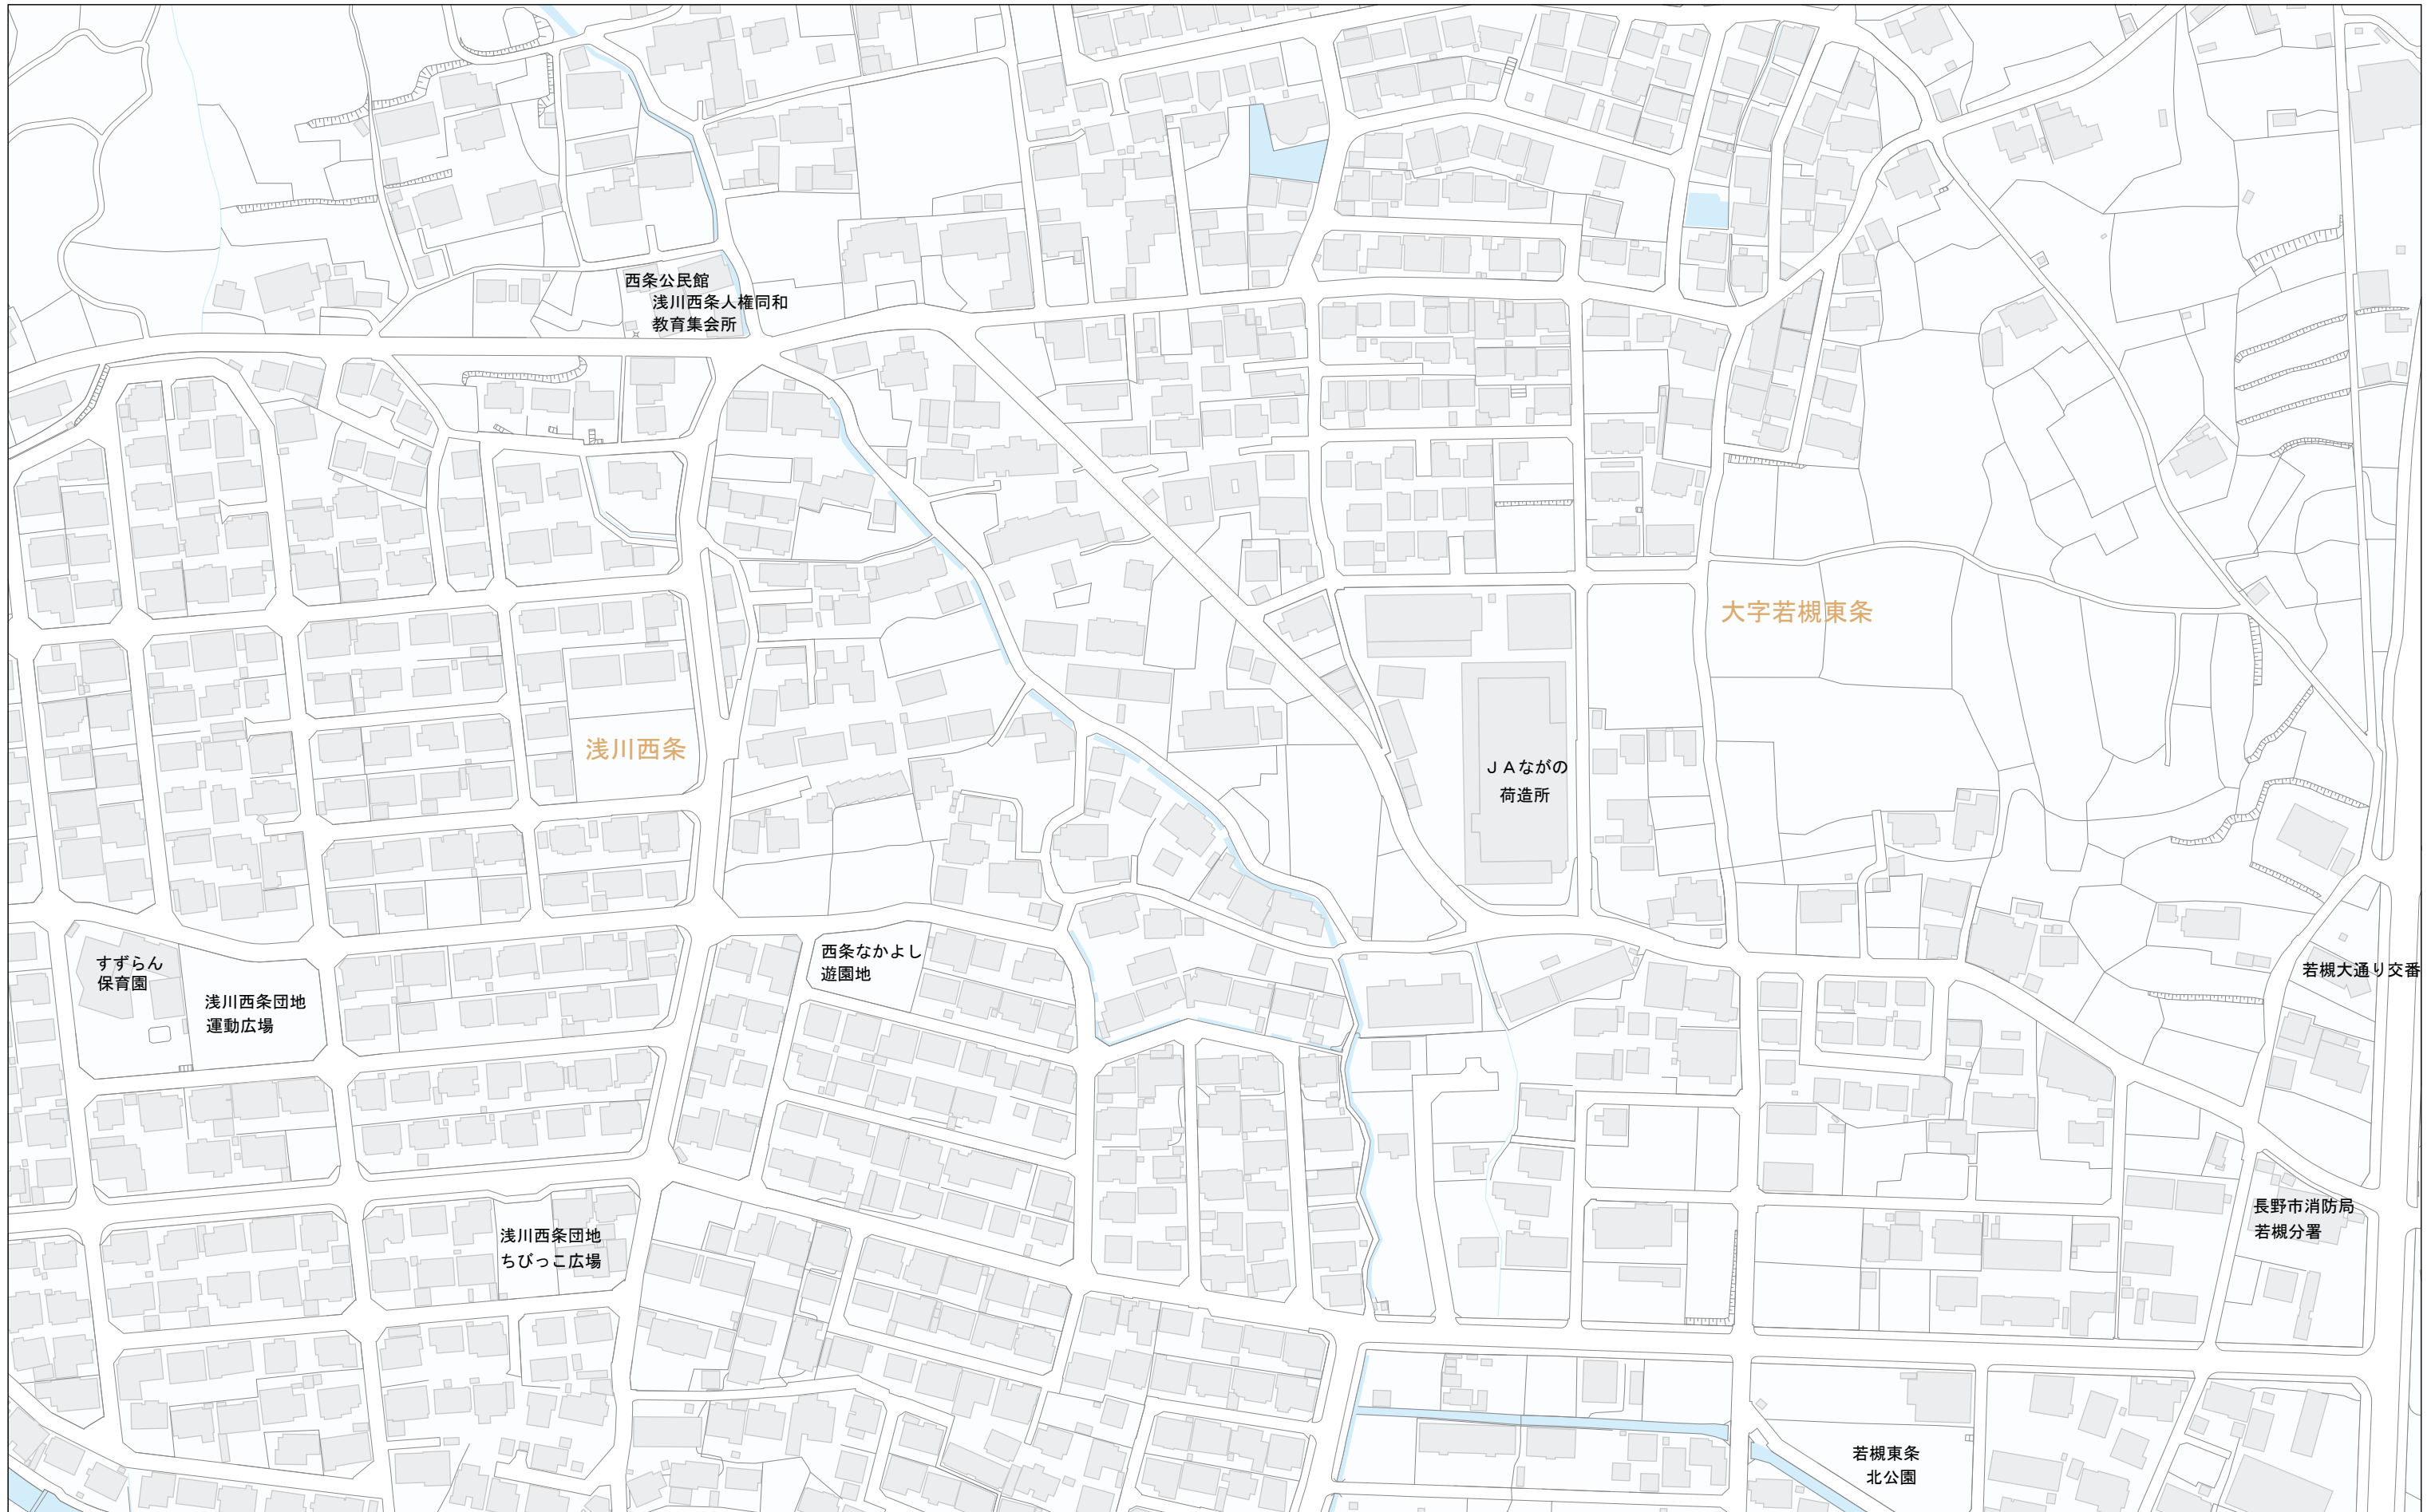 西条公民館
浅川西条人権同和
教育集会所
大字若槻東条
浅川西条
ＪＡながの
荷造所
西条なかよし
遊園地
すずらん
保育園
浅川西条団地
運動広場
若槻大通り交番
長野市消防局
若槻分署
浅川西条団地
ちびっこ広場
若槻東条
北公園